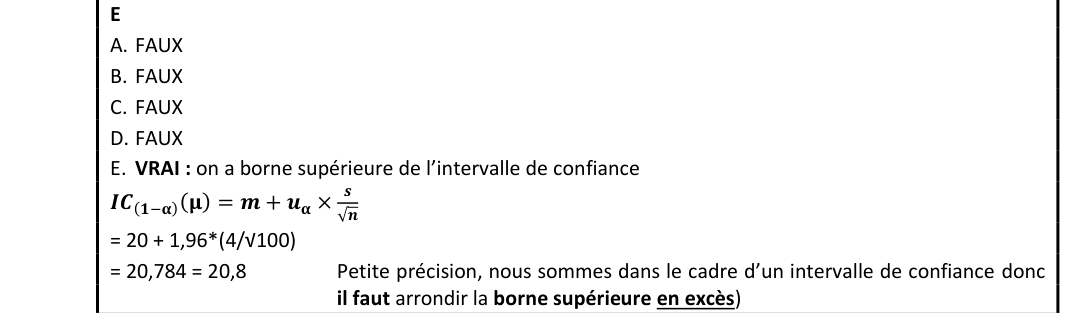 E
A. FAUX
B. FAUX
C. FAUX
D. FAUX
E. VRAI : on a borne supérieure de l’intervalle de confiance
IC(1−α)(μ) = m + uα × s/√n
= 20 + 1,96*(4/√100)
= 20,784 = 20,8 Petite précision, nous sommes dans le cadre d’un intervalle de confiance donc
il faut arrondir la borne supérieure en excès)